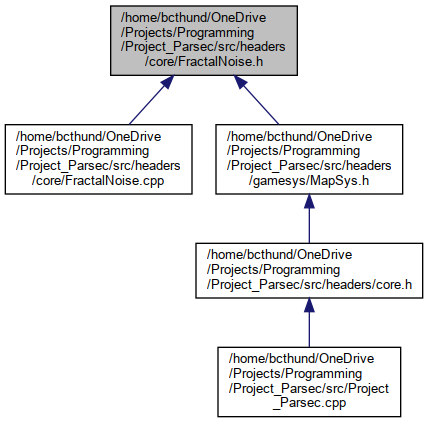 /home/bcthund/OneDrive
/Projects/Programming
/Project_Parsec/src/headers
/core/FractalNoise.h
/home/bcthund/OneDrive
/Projects/Programming
/Project_Parsec/src/headers
/core/FractalNoise.cpp
/home/bcthund/OneDrive
/Projects/Programming
/Project_Parsec/src/headers
/gamesys/MapSys.h
/home/bcthund/OneDrive
/Projects/Programming
/Project_Parsec/src/headers/core.h
/home/bcthund/OneDrive
/Projects/Programming
/Project_Parsec/src/Project
_Parsec.cpp